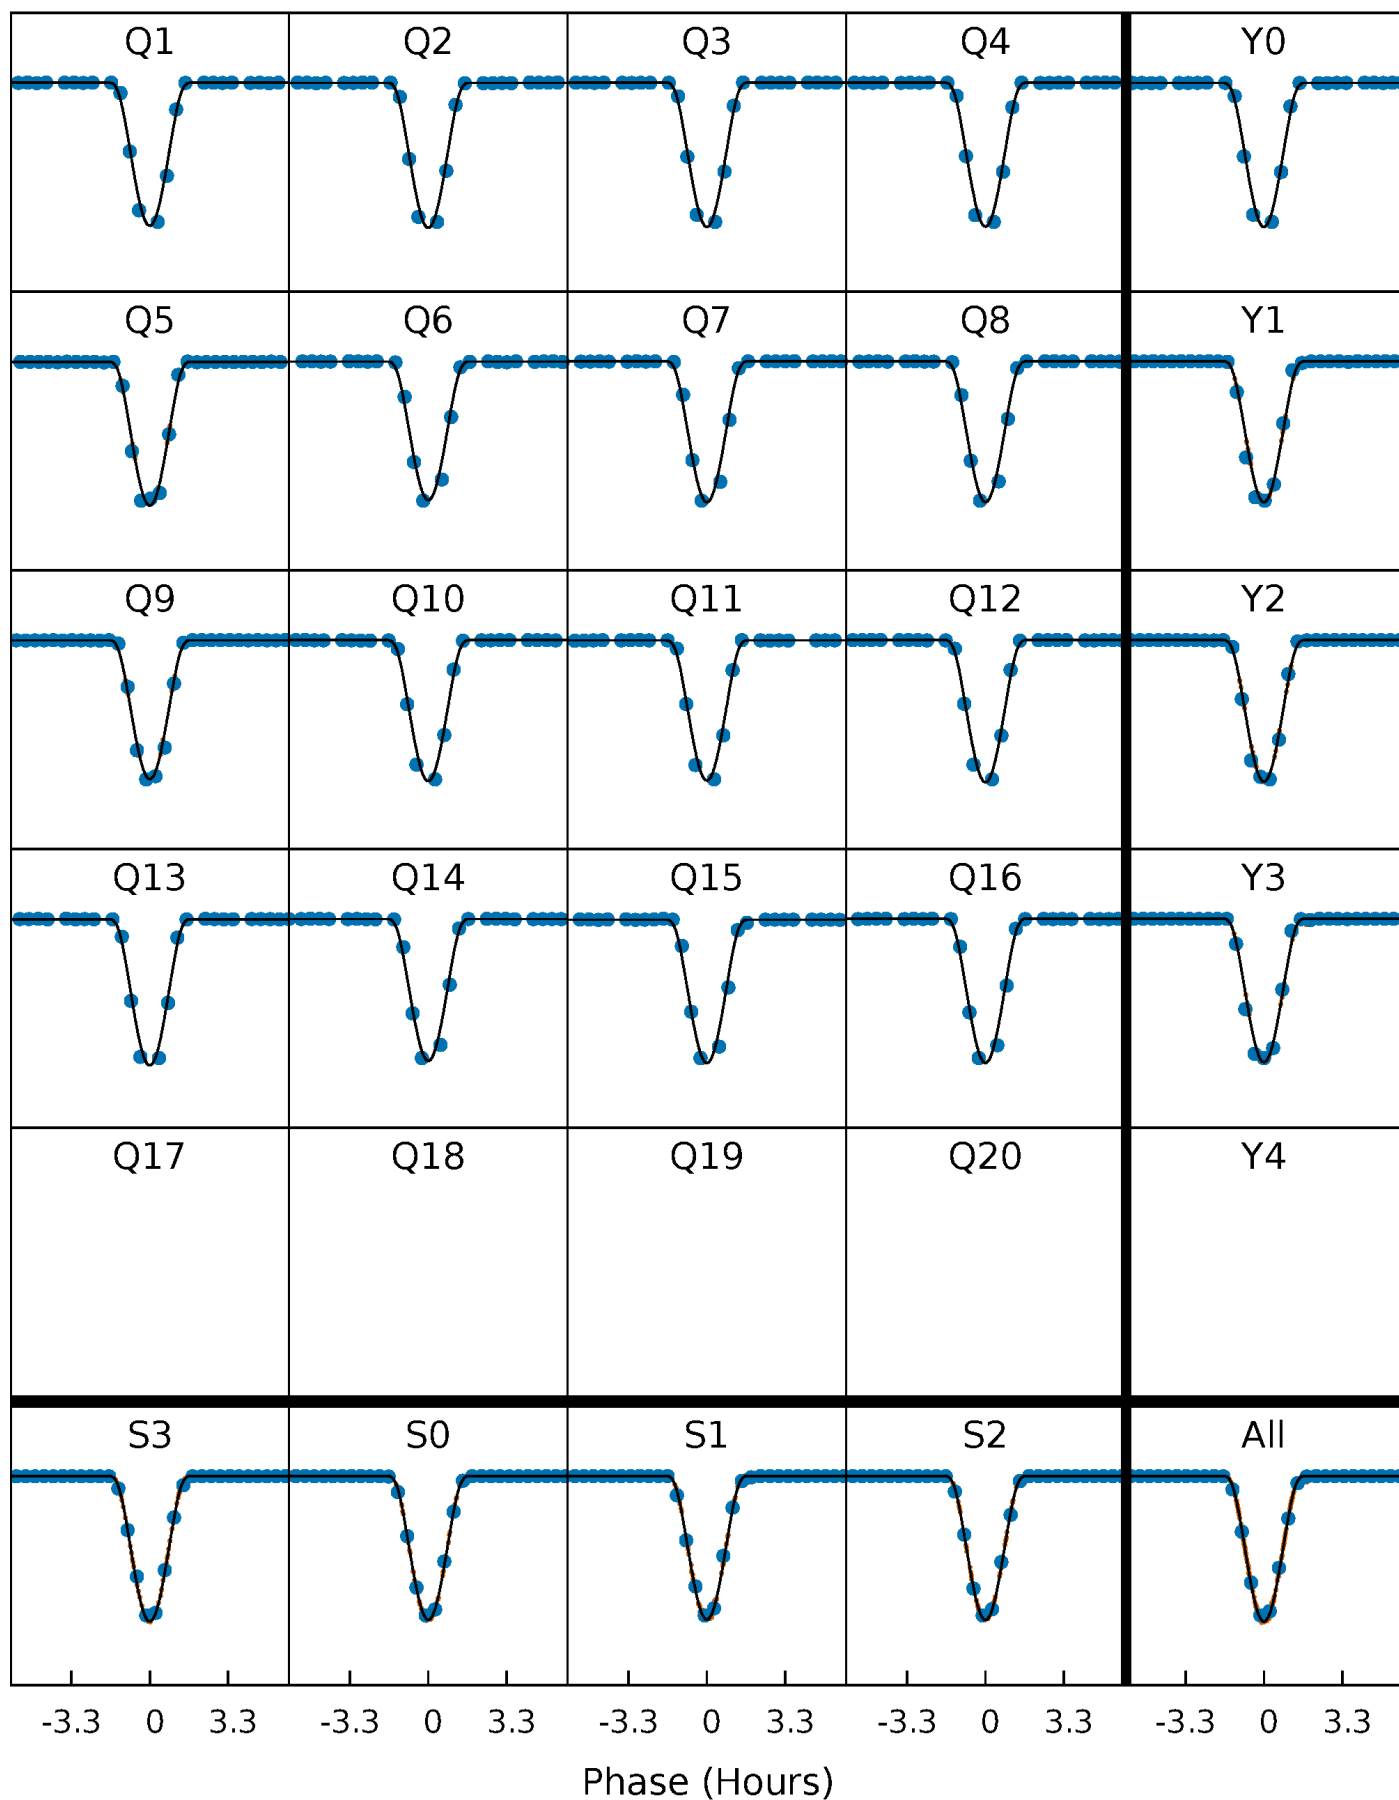 Q1 Q2 Q3 Q4 Y0
Q5 Q6 Q7 Q8 Y1
Q9 Q10 Q11 Q12 Y2
Q13 Q14 Q15 Q16 Y3
Q17 Q18 Q19 Q20 Y4
S3 S0 S1 S2 All
-3.3 0 3.3 -3.3 0 3.3 -3.3 0 3.3 -3.3 0 3.3 -3.3 0 3.3
Phase (Hours)